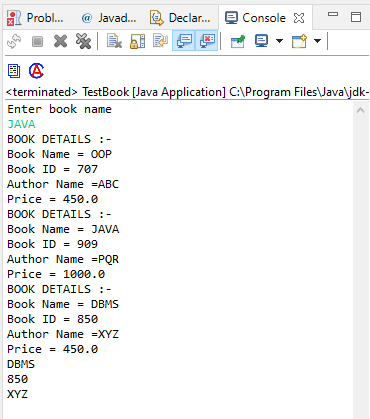 Probl...
@ Javad...
Declar...
Console
<terminated> TestBook [Java Application] C:\Program Files\Java\jdk-
Enter book name
JAVA
BOOK DETAILS :-
Book Name = OOP
Book ID = 707
Author Name =ABC
Price = 450.0
BOOK DETAILS :-
Book Name = JAVA
Book ID = 909
Author Name =PQR
Price = 1000.0
BOOK DETAILS :-
Book Name = DBMS
Book ID = 850
Author Name =XYZ
Price = 450.0
DBMS
850
XYZ